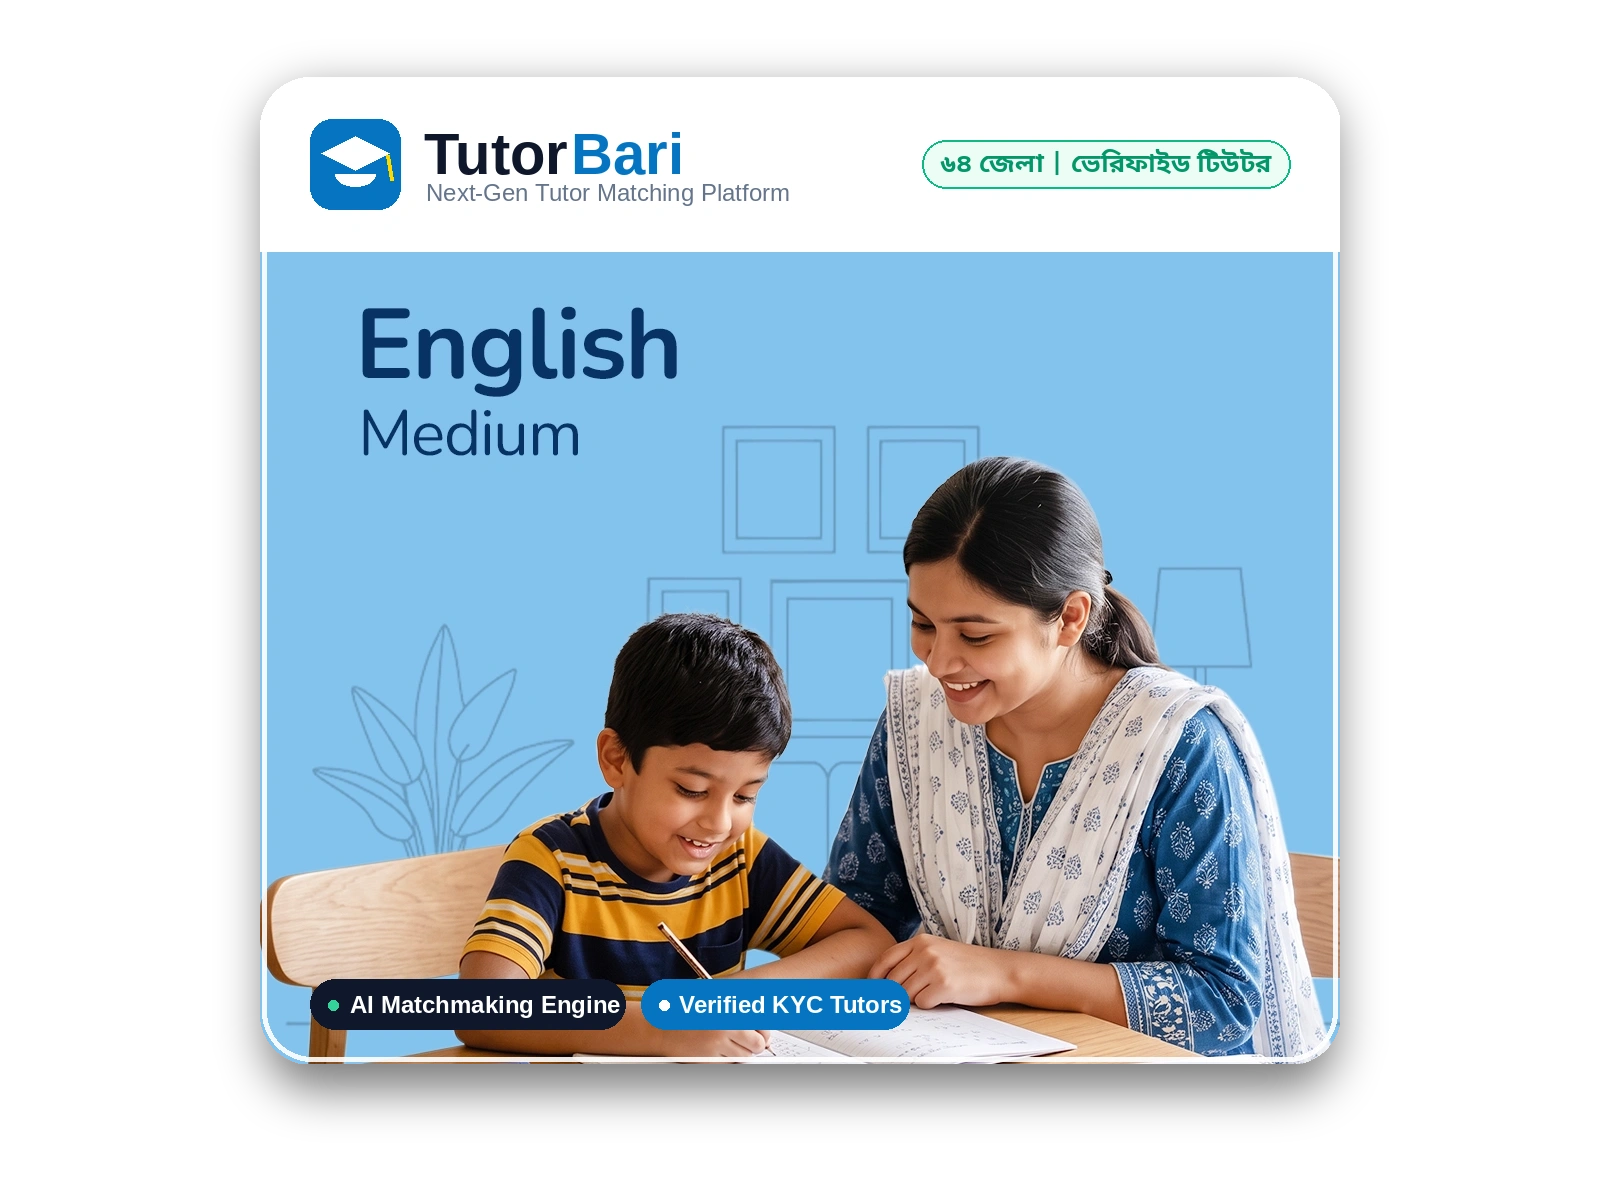 TutorBari
Next-Gen Tutor Matching Platform
৬৪ জেলা | ভেরিফাইড টিউটর
English
Medium
AI Matchmaking Engine
Verified KYC Tutors